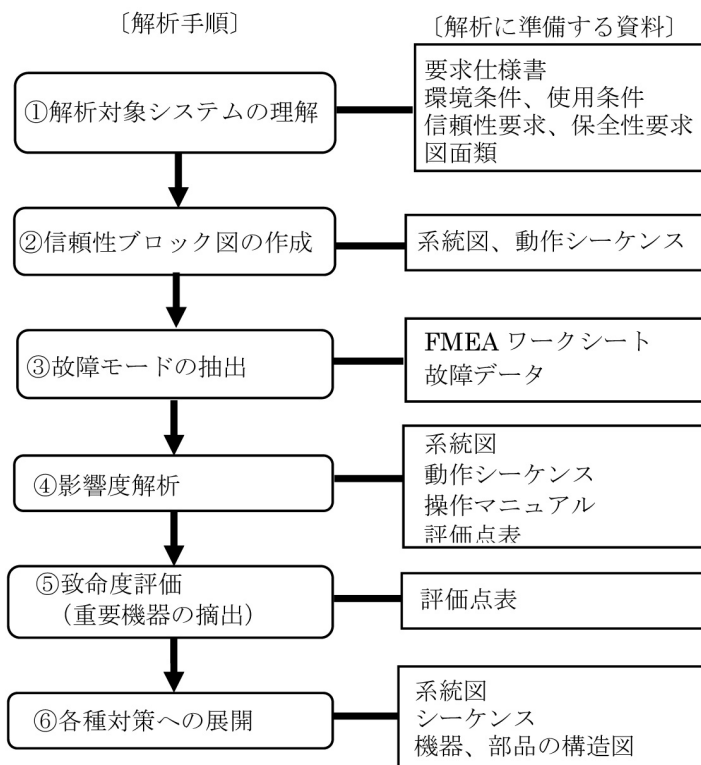 〔解析手順〕
〔解析に準備する資料〕
①解析対象システムの理解
要求仕様書
環境条件、使用条件
信頼性要求、保全性要求
図面類
②信頼性ブロック図の作成
系統図、動作シーケンス
③故障モードの抽出
FMEA ワークシート
故障データ
④影響度解析
系統図
動作シーケンス
操作マニュアル
評価点表
⑤致命度評価
（重要機器の摘出）
評価点表
⑥各種対策への展開
系統図
シーケンス
機器、部品の構造図